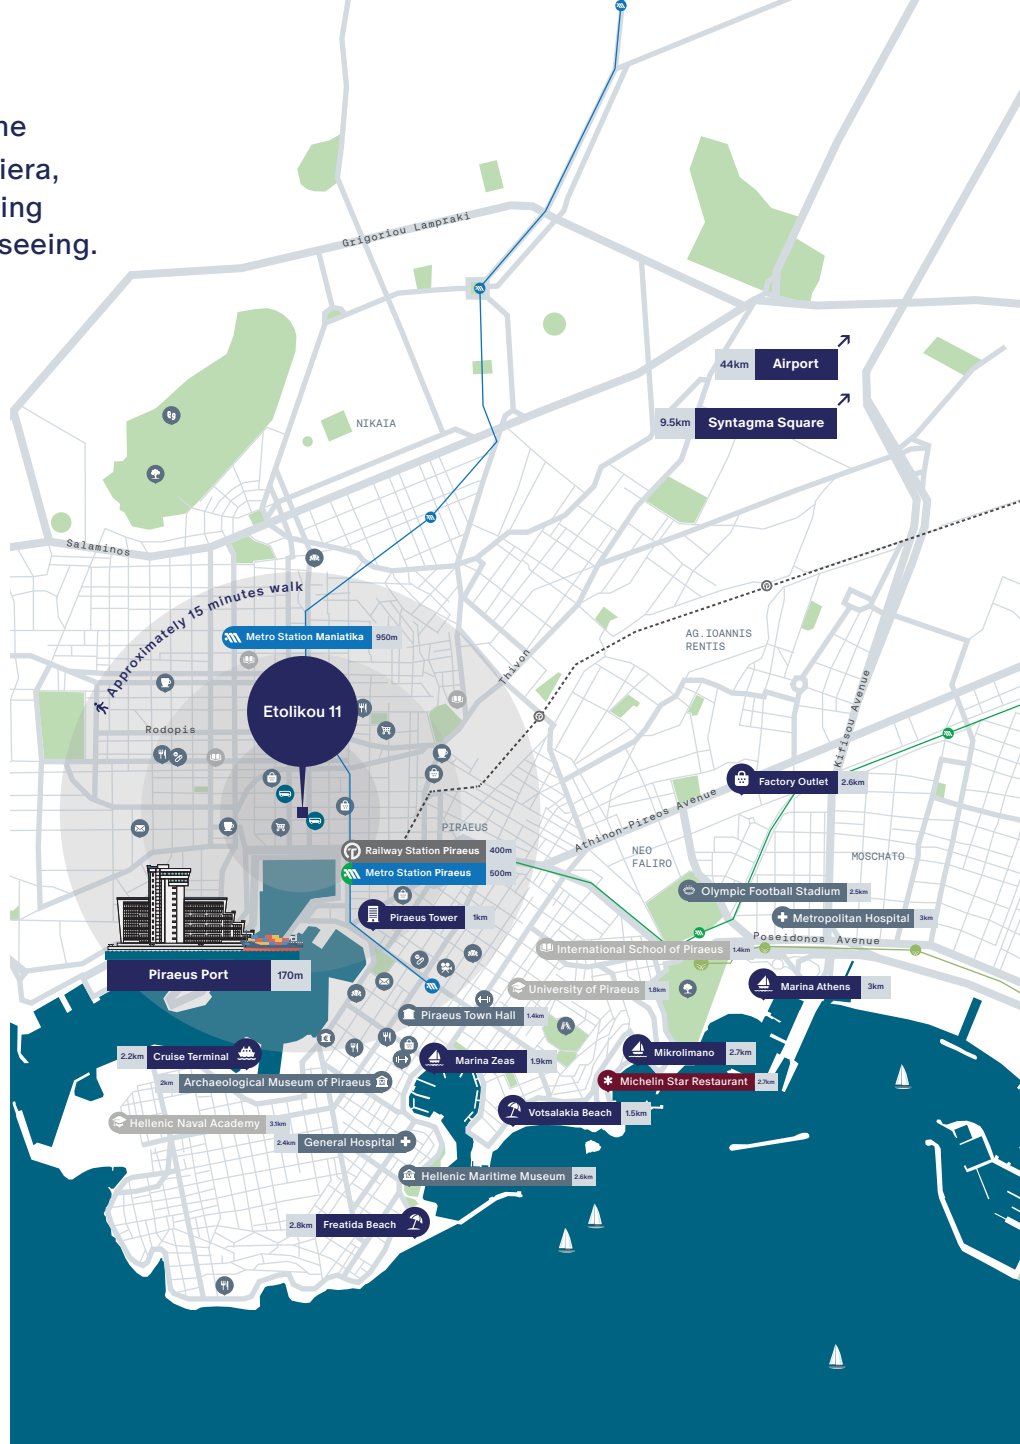 ne
iera,
ing
seeing.
Grigoriou Lampraki
44km Airport
9.5km Syntagma Square
NIKAIA
Salaminos
Approximately 15 minutes walk
Metro Station Maniatika 950m
AG.IOANNIS
RENTIS
Thivon
Etolikou 11
Rodopis
Kifisou Avenue
Factory Outlet 2.6km
Athinon-Pireos Avenue
PIRAEUS
NEO
FALIRO
MOSCHATO
Railway Station Piraeus 400m
Metro Station Piraeus 500m
Olympic Football Stadium 2.5km
Piraeus Tower 1km
Metropolitan Hospital 3km
Poseidonos Avenue
International School of Piraeus 1.4km
Piraeus Port 170m
University of Piraeus 1.8km
Marina Athens 3km
Piraeus Town Hall 1.4km
2.2km Cruise Terminal
Marina Zeas 1.9km
Mikrolimano 2.7km
2km Archaeological Museum of Piraeus
Michelin Star Restaurant 2.7km
Votsalakia Beach 1.5km
Hellenic Naval Academy 3.1km
2.4km General Hospital
Hellenic Maritime Museum 2.6km
2.8km Freatida Beach